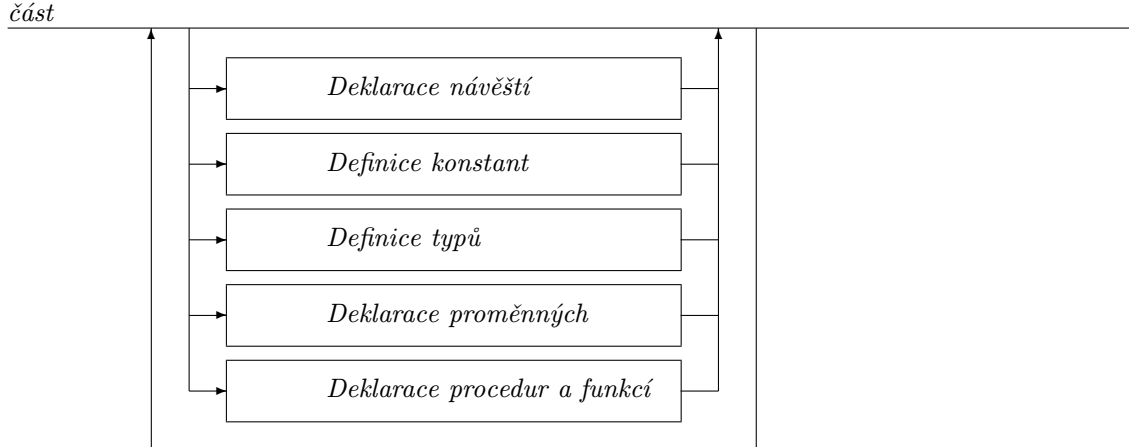 část
Deklarace návěští
Definice konstant
Definice typů
Deklarace proměnných
Deklarace procedur a funkcí